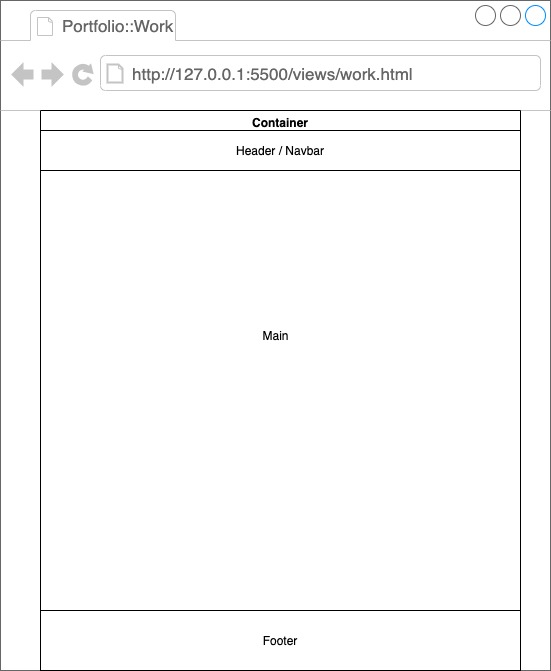 Portfolio::Work
http://127.0.0.1:5500/views/work.html
Container
Header / Navbar
Main
Footer